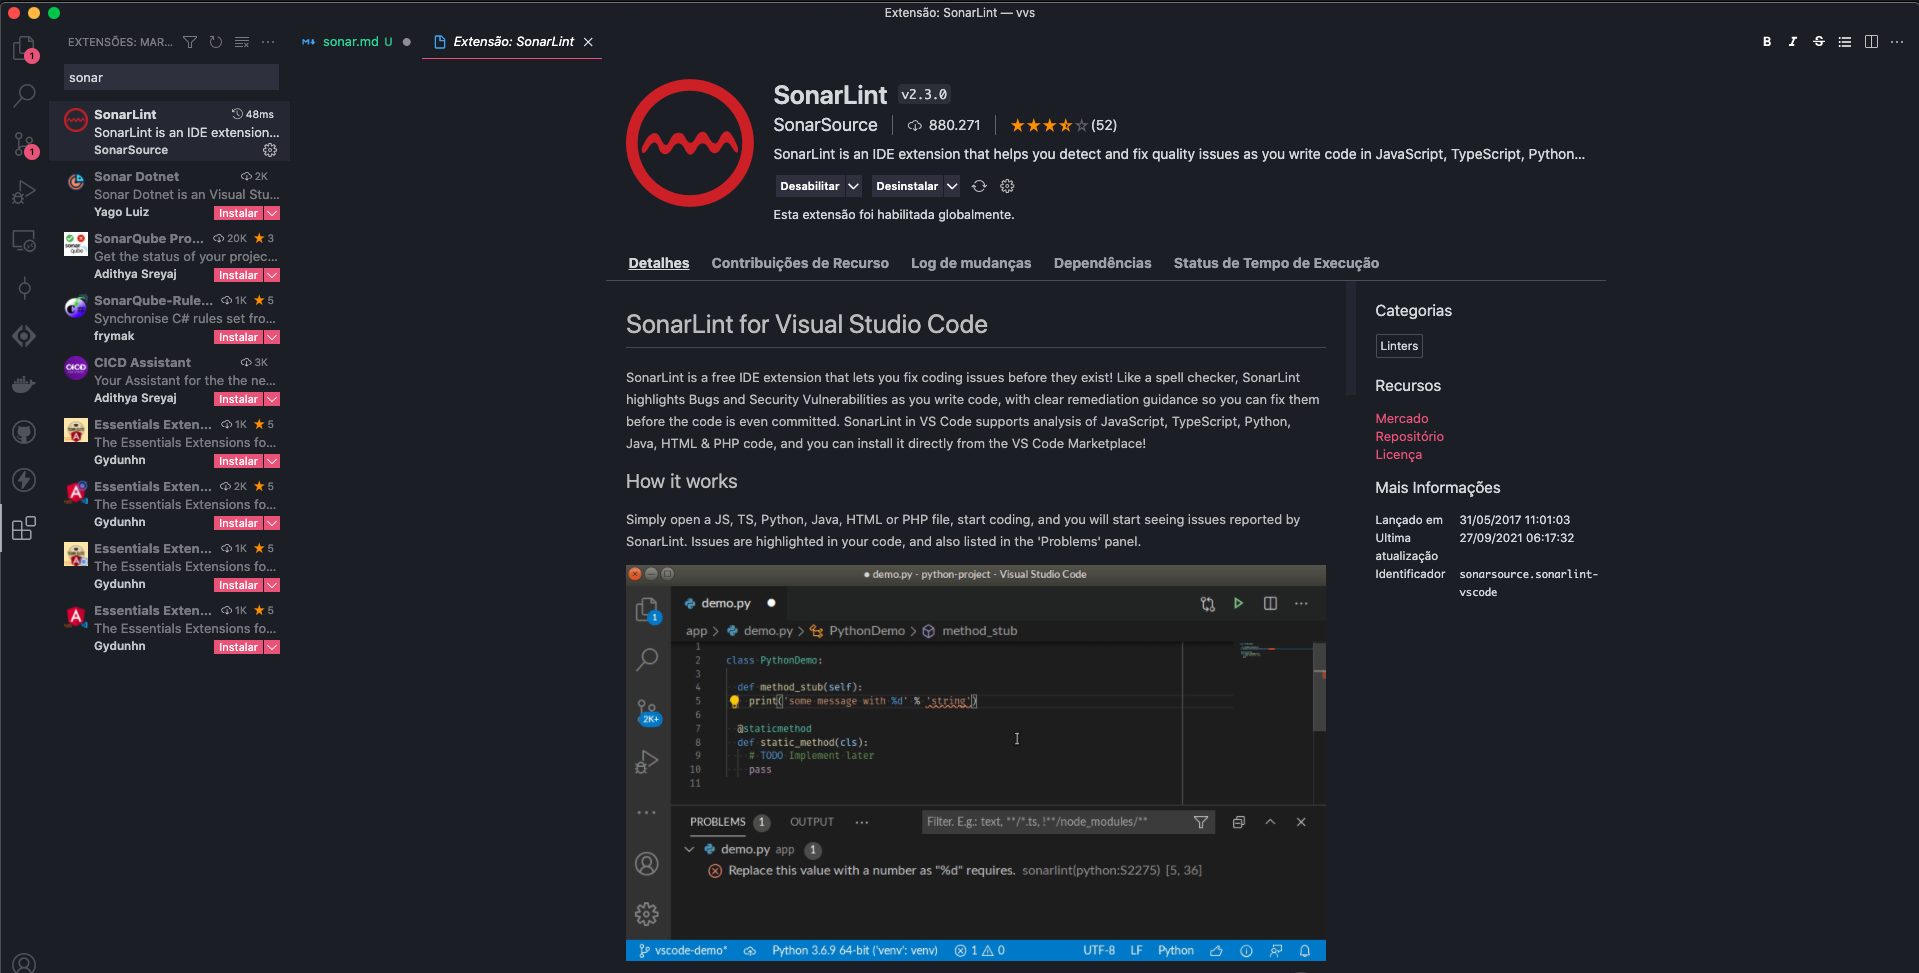 Extensão: SonarLint — vvs
EXTENSÕES: MAR...
sonar.md U
Extensão: SonarLint
B I S
1
1
sonar
SonarLint 48ms
SonarLint is an IDE extension...
SonarSource
Sonar Dotnet 2K
Sonar Dotnet is an Visual Stu...
Yago Luiz Instalar
SonarQube Pro... 20K 3
Get the status of your projec...
Adithya Sreyaj Instalar
SonarQube-Rule... 1K 5
Synchronise C# rules set fro...
frymak Instalar
CICD
CICD Assistant 3K
Your Assistant for the the ne...
Adithya Sreyaj Instalar
Essentials Exten... 1K 5
The Essentials Extensions fo...
Gydunhn Instalar
Essentials Exten... 2K 5
The Essentials Extensions fo...
Gydunhn Instalar
Essentials Exten... 1K 5
The Essentials Extensions fo...
Gydunhn Instalar
Essentials Exten... 1K 5
The Essentials Extensions fo...
Gydunhn Instalar
SonarLint v2.3.0
SonarSource 880.271 (52)
SonarLint is an IDE extension that helps you detect and fix quality issues as you write code in JavaScript, TypeScript, Python...
Desabilitar Desinstalar
Esta extensão foi habilitada globalmente.
Detalhes Contribuições de Recurso Log de mudanças Dependências Status de Tempo de Execução
SonarLint for Visual Studio Code
SonarLint is a free IDE extension that lets you fix coding issues before they exist! Like a spell checker, SonarLint
highlights Bugs and Security Vulnerabilities as you write code, with clear remediation guidance so you can fix them
before the code is even committed. SonarLint in VS Code supports analysis of JavaScript, TypeScript, Python,
Java, HTML & PHP code, and you can install it directly from the VS Code Marketplace!
How it works
Simply open a JS, TS, Python, Java, HTML or PHP file, start coding, and you will start seeing issues reported by
SonarLint. Issues are highlighted in your code, and also listed in the 'Problems' panel.
● demo.py - python-project - Visual Studio Code
1
demo.py
app > demo.py > PythonDemo > method_stub
1
2 class PythonDemo:
3
4 def method_stub(self):
5 print('some message with %d' % 'string')
6
7 @staticmethod
8 def static_method(cls):
9 # TODO Implement later
10 pass
11
2K+
PROBLEMS 1 OUTPUT ... Filter. E.g.: text, **/*.ts, !**/node_modules/**
demo.py app 1
Replace this value with a number as "%d" requires. sonarlint(python:S2275) [5, 36]
vscode-demo* Python 3.6.9 64-bit ('venv': venv) 1 0 UTF-8 LF Python
Categorias
Linters
Recursos
Mercado
Repositório
Licença
Mais Informações
Lançado em 31/05/2017 11:01:03
Ultima 27/09/2021 06:17:32
atualização
Identificador sonarsource.sonarlint-
vscode